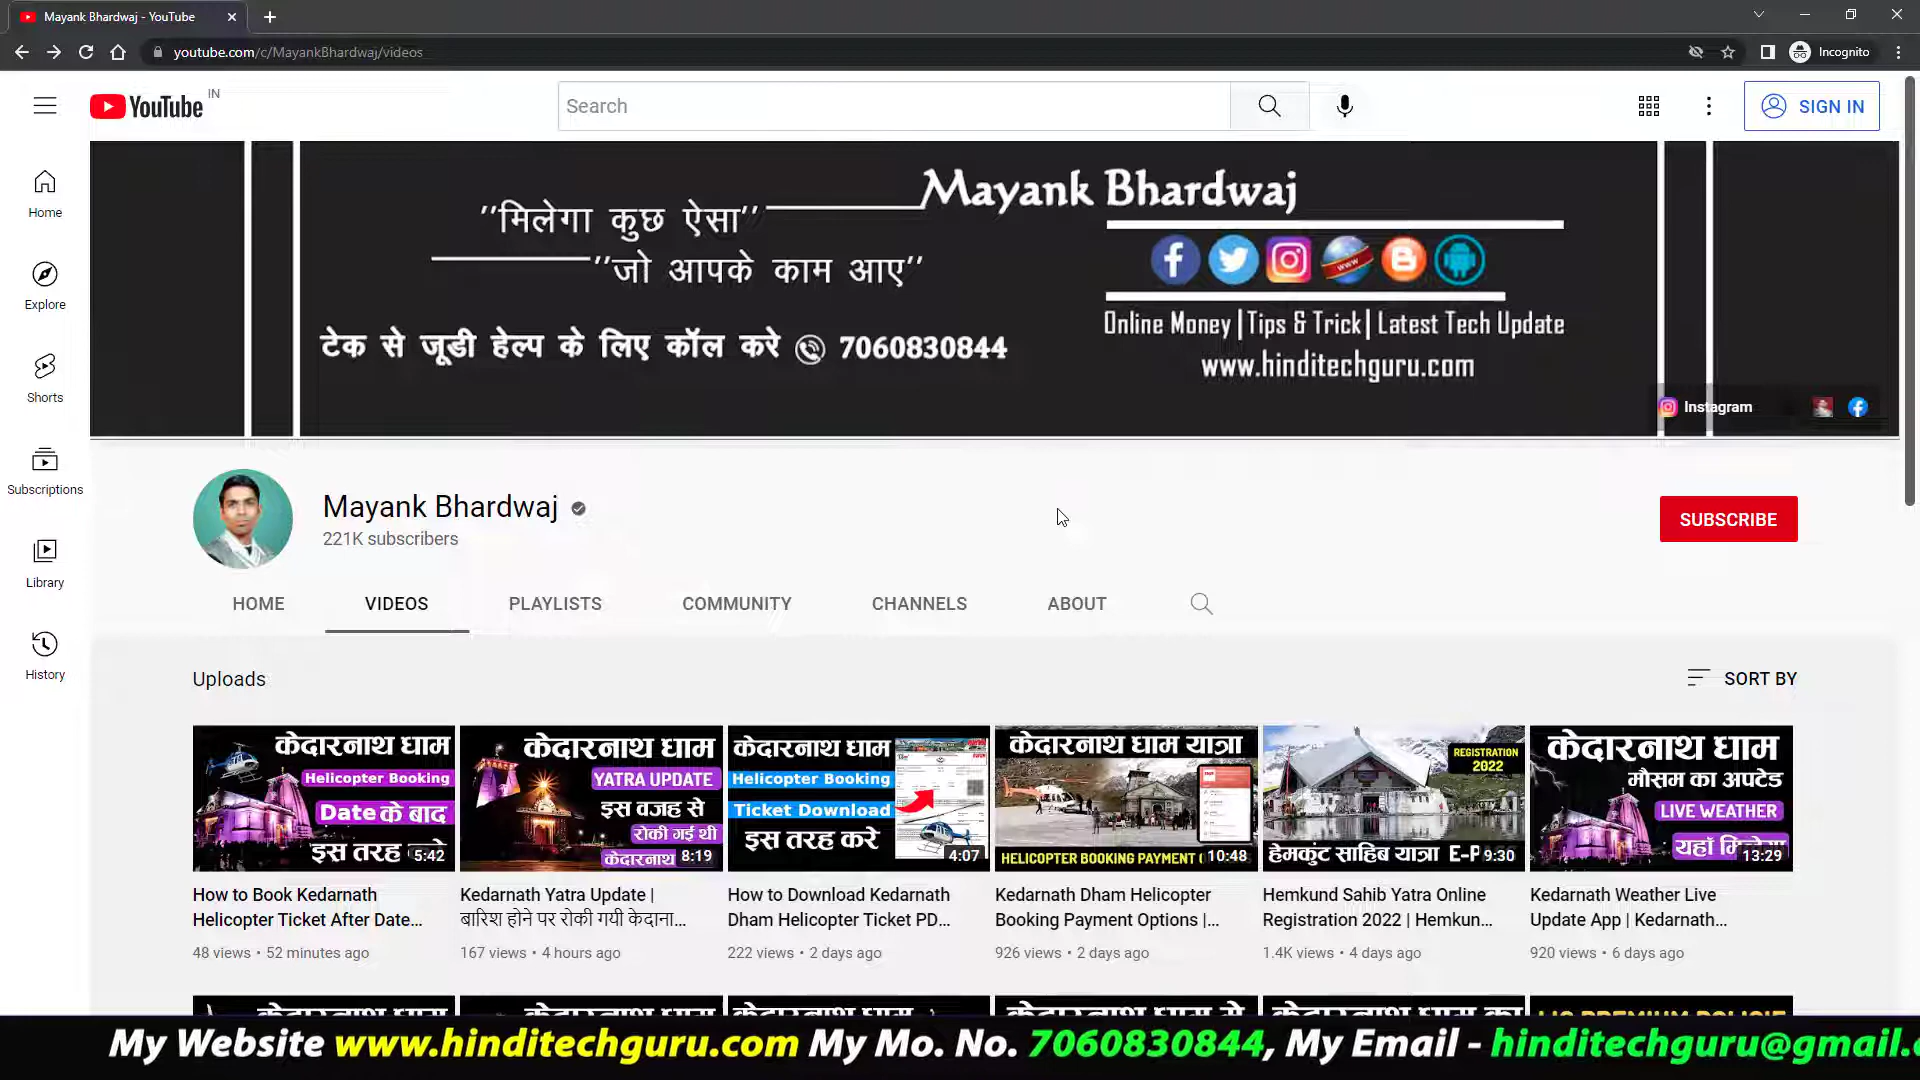 Mayank Bhardwaj - YouTube
youtube.com/c/MayankBhardwaj/videos
Incognito
YouTube IN
Search
SIGN IN
Home
Explore
Shorts
Subscriptions
Library
History
Mayank Bhardwaj
''मिलेगा कुछ ऐसा''
''जो आपके काम आए''
टेक से जूडी हेल्प के लिए कॉल करे 7060830844
Online Money | Tips & Trick | Latest Tech Update
www.hinditechguru.com
Instagram
Mayank Bhardwaj
221K subscribers
SUBSCRIBE
HOME VIDEOS PLAYLISTS COMMUNITY CHANNELS ABOUT
Uploads
SORT BY
केदारनाथ धाम
Helicopter Booking
Date के बाद
इस तरह
5:42
How to Book Kedarnath
Helicopter Ticket After Date...
48 views • 52 minutes ago
केदारनाथ धाम
YATRA UPDATE
इस वजह से
रोकी गई थी
केदारनाथ 8:19
Kedarnath Yatra Update |
बारिश होने पर रोकी गयी केदाना...
167 views • 4 hours ago
केदारनाथ धाम
Helicopter Booking
Ticket Download
इस तरह करे
4:07
How to Download Kedarnath
Dham Helicopter Ticket PD...
222 views • 2 days ago
केदारनाथ धाम यात्रा
HELICOPTER BOOKING PAYMENT
10:48
Kedarnath Dham Helicopter
Booking Payment Options |...
926 views • 2 days ago
REGISTRATION
2022
हेमकुंट साहिब यात्रा E-P
9:30
Hemkund Sahib Yatra Online
Registration 2022 | Hemkun...
1.4K views • 4 days ago
केदारनाथ धाम
मौसम का अपटेड
LIVE WEATHER
यहाँ
13:29
Kedarnath Weather Live
Update App | Kedarnath...
920 views • 6 days ago
My Website www.hinditechguru.com My Mo. No. 7060830844, My Email - hinditechguru@gmail.